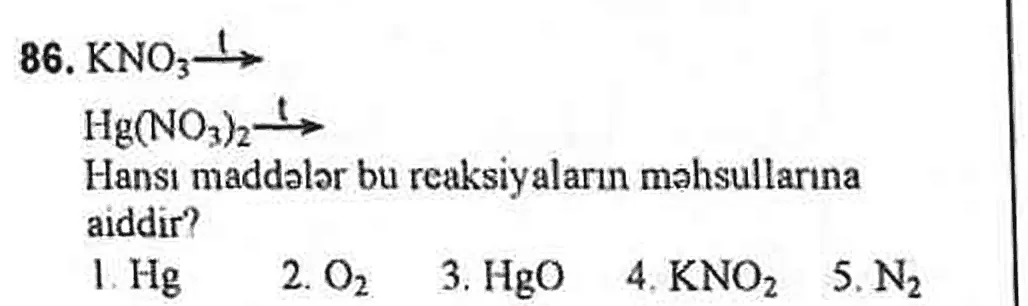 86. KNO₃ →ᵗ
Hg(NO₃)₂ →ᵗ
Hansı maddələr bu reaksiyaların məhsullarına
aiddir?
1. Hg 2. O₂ 3. HgO 4. KNO₂ 5. N₂